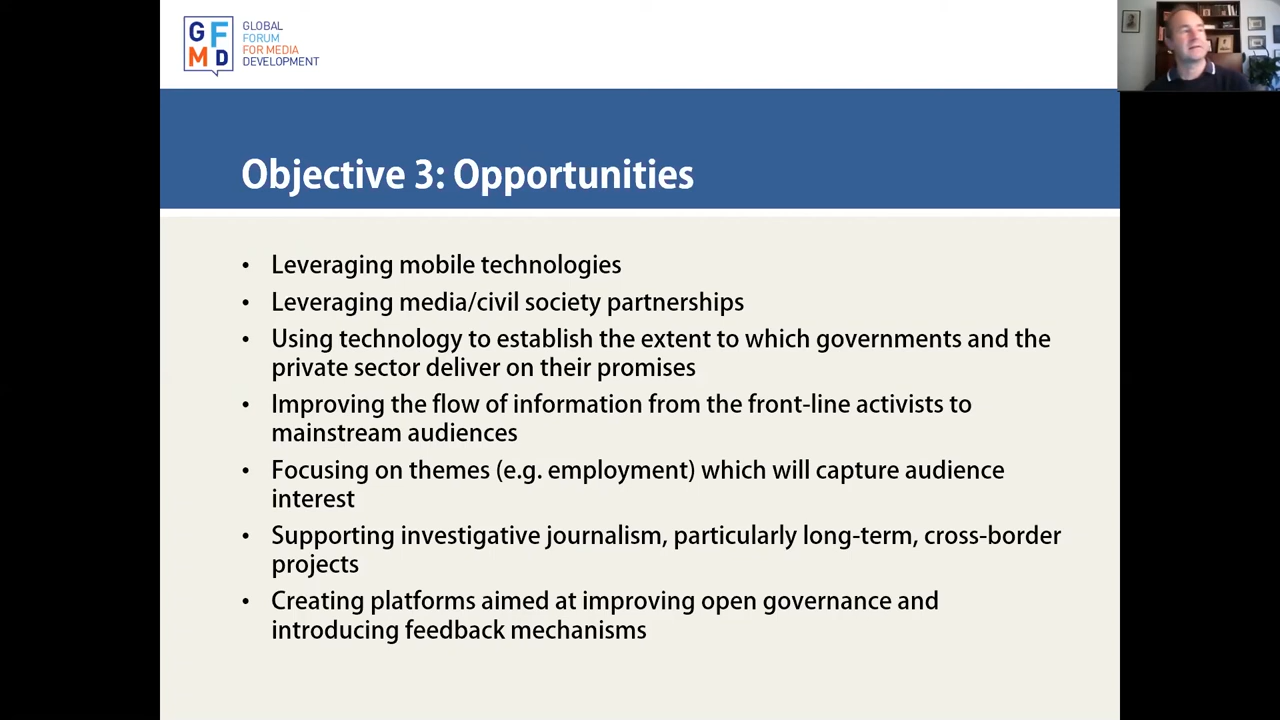 GF
MD
GLOBAL
FORUM
FOR MEDIA
DEVELOPMENT
Objective 3: Opportunities
• Leveraging mobile technologies
• Leveraging media/civil society partnerships
• Using technology to establish the extent to which governments and the
private sector deliver on their promises
• Improving the flow of information from the front-line activists to
mainstream audiences
• Focusing on themes (e.g. employment) which will capture audience
interest
• Supporting investigative journalism, particularly long-term, cross-border
projects
• Creating platforms aimed at improving open governance and
introducing feedback mechanisms